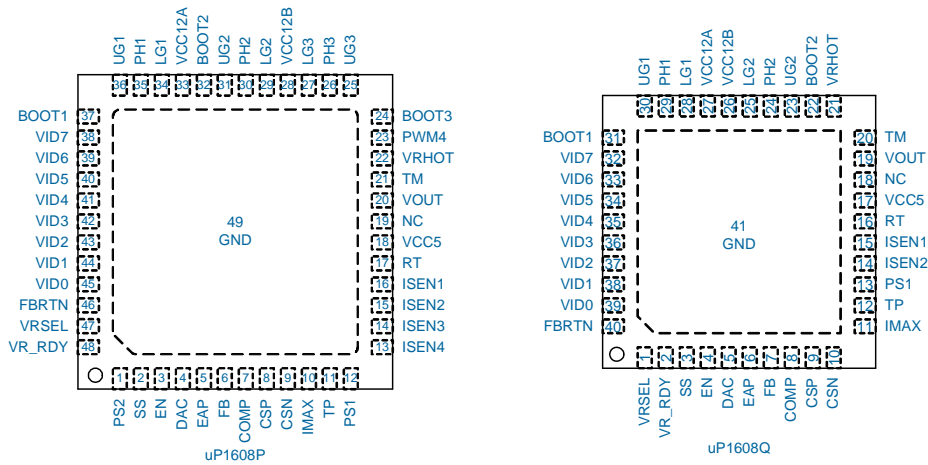 UG1 PH1 LG1 VCC12A BOOT2 UG2 PH2 LG2 VCC12B LG3 PH3 UG3
36 35 34 33 32 31 30 29 28 27 26 25
BOOT1 37
VID7 38
VID6 39
VID5 40
VID4 41
VID3 42
VID2 43
VID1 44
VID0 45
FBRTN 46
VRSEL 47
VR_RDY 48
49
GND
24 BOOT3
23 PWM4
22 VRHOT
21 TM
20 VOUT
19 NC
18 VCC5
17 RT
16 ISEN1
15 ISEN2
14 ISEN3
13 ISEN4
1 2 3 4 5 6 7 8 9 10 11 12
PS2 SS EN DAC EAP FB COMP CSP CSN IMAX TP PS1
uP1608P
UG1 PH1 LG1 VCC12A VCC12B LG2 PH2 UG2 BOOT2 VRHOT
30 29 28 27 26 25 24 23 22 21
BOOT1 31
VID7 32
VID6 33
VID5 34
VID4 35
VID3 36
VID2 37
VID1 38
VID0 39
FBRTN 40
41
GND
20 TM
19 VOUT
18 NC
17 VCC5
16 RT
15 ISEN1
14 ISEN2
13 PS1
12 TP
11 IMAX
1 2 3 4 5 6 7 8 9 10
VRSEL VR_RDY SS EN DAC EAP FB COMP CSP CSN
uP1608Q